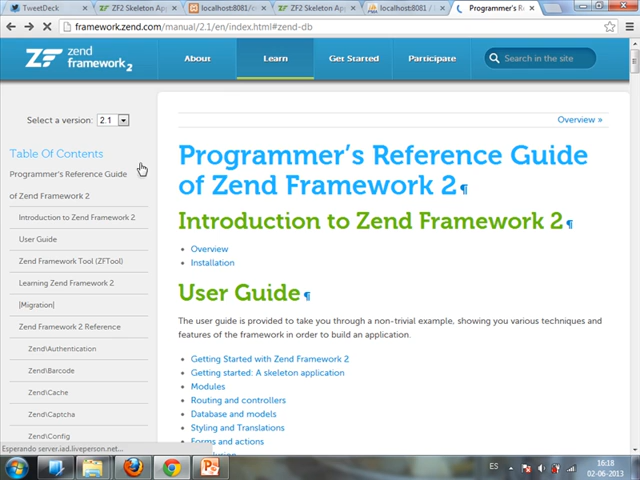 TweetDeck
ZF2 Skeleton Ap
localhost:8081/
ZF2 Skeleton Ap
localhost:8081 /
Programmer's Re
framework.zend.com/manual/2.1/en/index.html#zend-db
zend
framework 2
About
Learn
Get Started
Participate
Search in the site
Select a version: 2.1
Overview »
Table Of Contents
Programmer's Reference Guide
of Zend Framework 2
Introduction to Zend Framework 2
User Guide
Zend Framework Tool (ZFTool)
Learning Zend Framework 2
|Migration|
Zend Framework 2 Reference
Zend\Authentication
Zend\Barcode
Zend\Cache
Zend\Captcha
Zend\Config
Programmer's Reference Guide
of Zend Framework 2 ¶
Introduction to Zend Framework 2 ¶
• Overview
• Installation
User Guide ¶
The user guide is provided to take you through a non-trivial example, showing you various techniques and
features of the framework in order to build an application.
• Getting Started with Zend Framework 2
• Getting started: A skeleton application
• Modules
• Routing and controllers
• Database and models
• Styling and Translations
• Forms and actions
Esperando server.iad.liveperson.net...
ES
16:18
02-06-2013